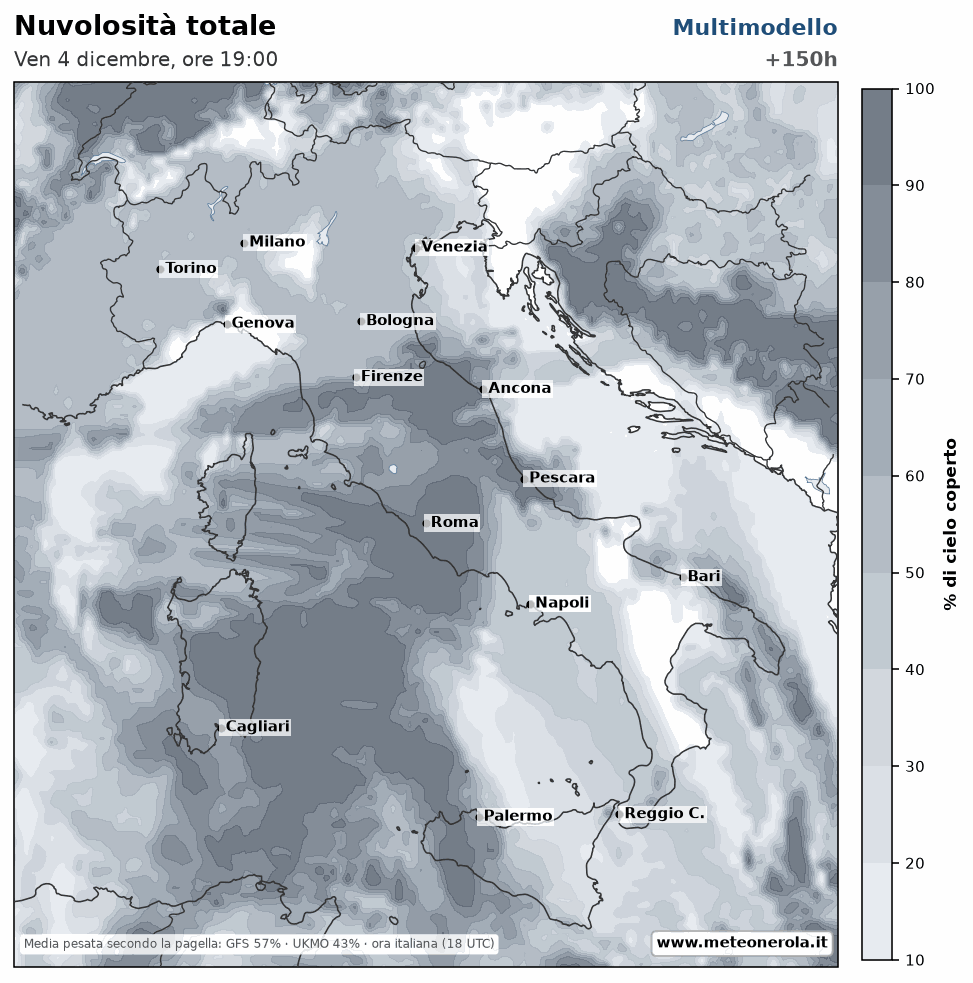 Nuvolosità totale
Multimodello
Ven 4 dicembre, ore 19:00
+150h
100
90
80
70
60
50
40
30
20
10
% di cielo coperto
Milano
Venezia
Torino
Genova
Bologna
Firenze
Ancona
Pescara
Roma
Bari
Napoli
Cagliari
Palermo
Reggio C.
Media pesata secondo la pagella: GFS 57% · UKMO 43% · ora italiana (18 UTC)
www.meteonerola.it